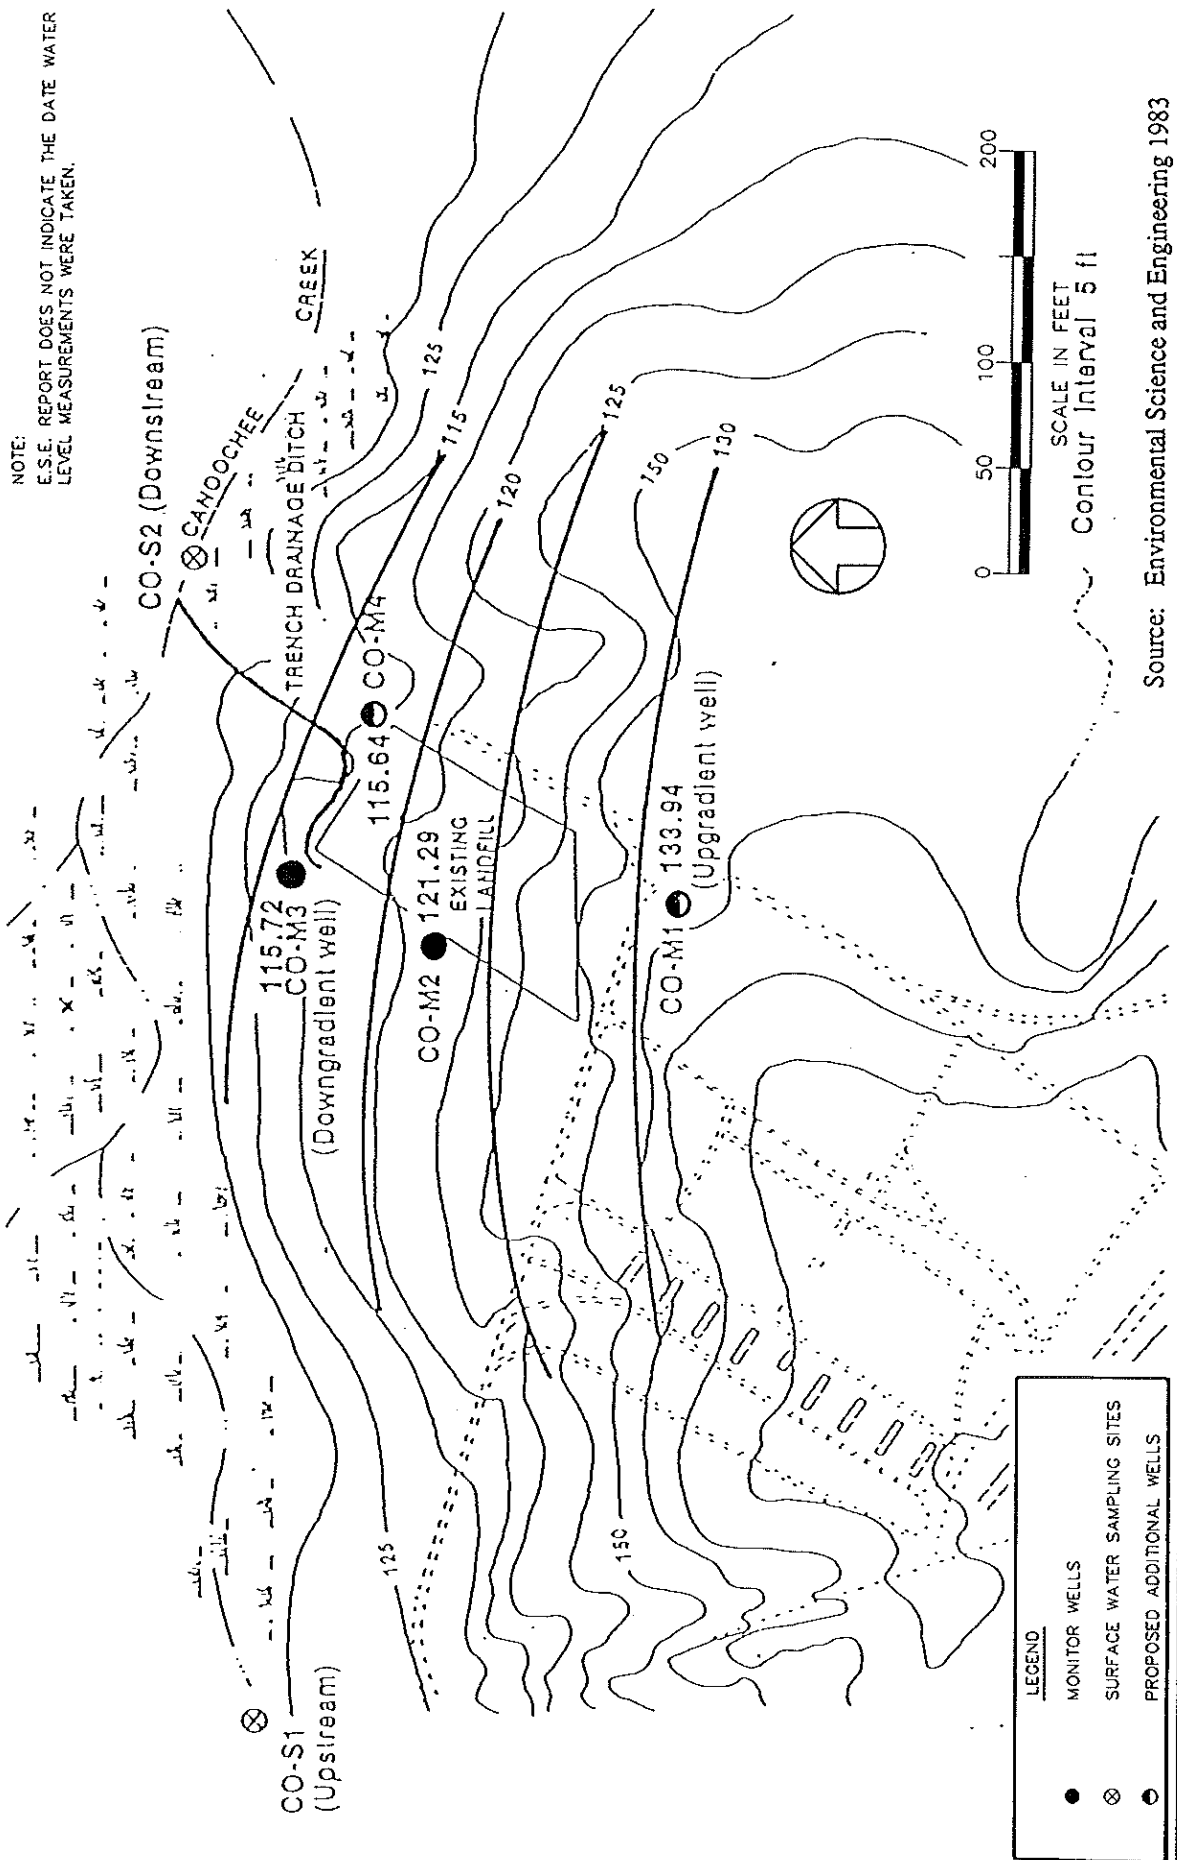 NOTE:
E.S.E. REPORT DOES NOT INDICATE THE DATE WATER
LEVEL MEASUREMENTS WERE TAKEN.
CO-S2 (Downstream)
CANOOCHEE
CREEK
TRENCH DRAINAGE DITCH
CO-S1
(Upstream)
115.72
CO-M3
(Downgradient well)
115.64
CO-M4
CO-M2
121.29
EXISTING
LANDFILL
CO-M1
133.94
(Upgradient well)
125
115
120
125
130
150
125
150
0
50
100
200
SCALE IN FEET
Contour Interval 5 ft
LEGEND
MONITOR WELLS
SURFACE WATER SAMPLING SITES
PROPOSED ADDITIONAL WELLS
Source: Environmental Science and Engineering 1983